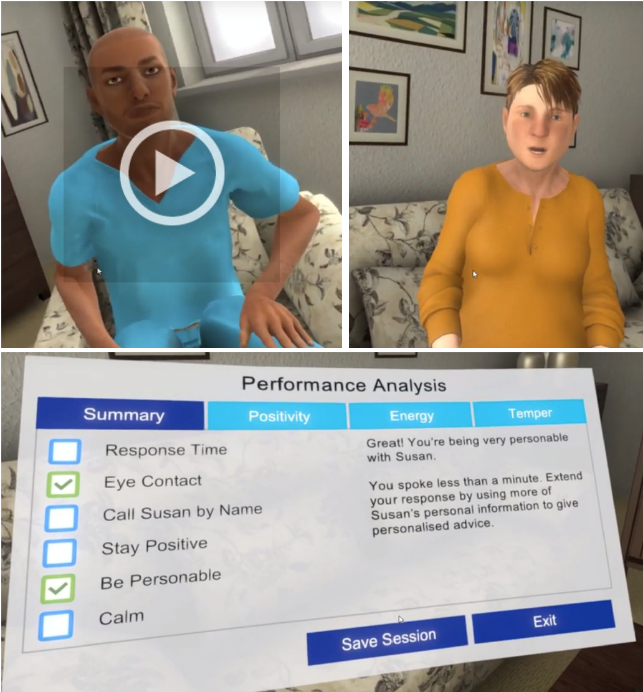 Performance Analysis
Summary
Positivity
Energy
Temper
Response Time
Eye Contact
Call Susan by Name
Stay Positive
Be Personable
Calm
Great! You're being very personable
with Susan.
You spoke less than a minute. Extend
your response by using more of
Susan's personal information to give
personalised advice.
Save Session
Exit